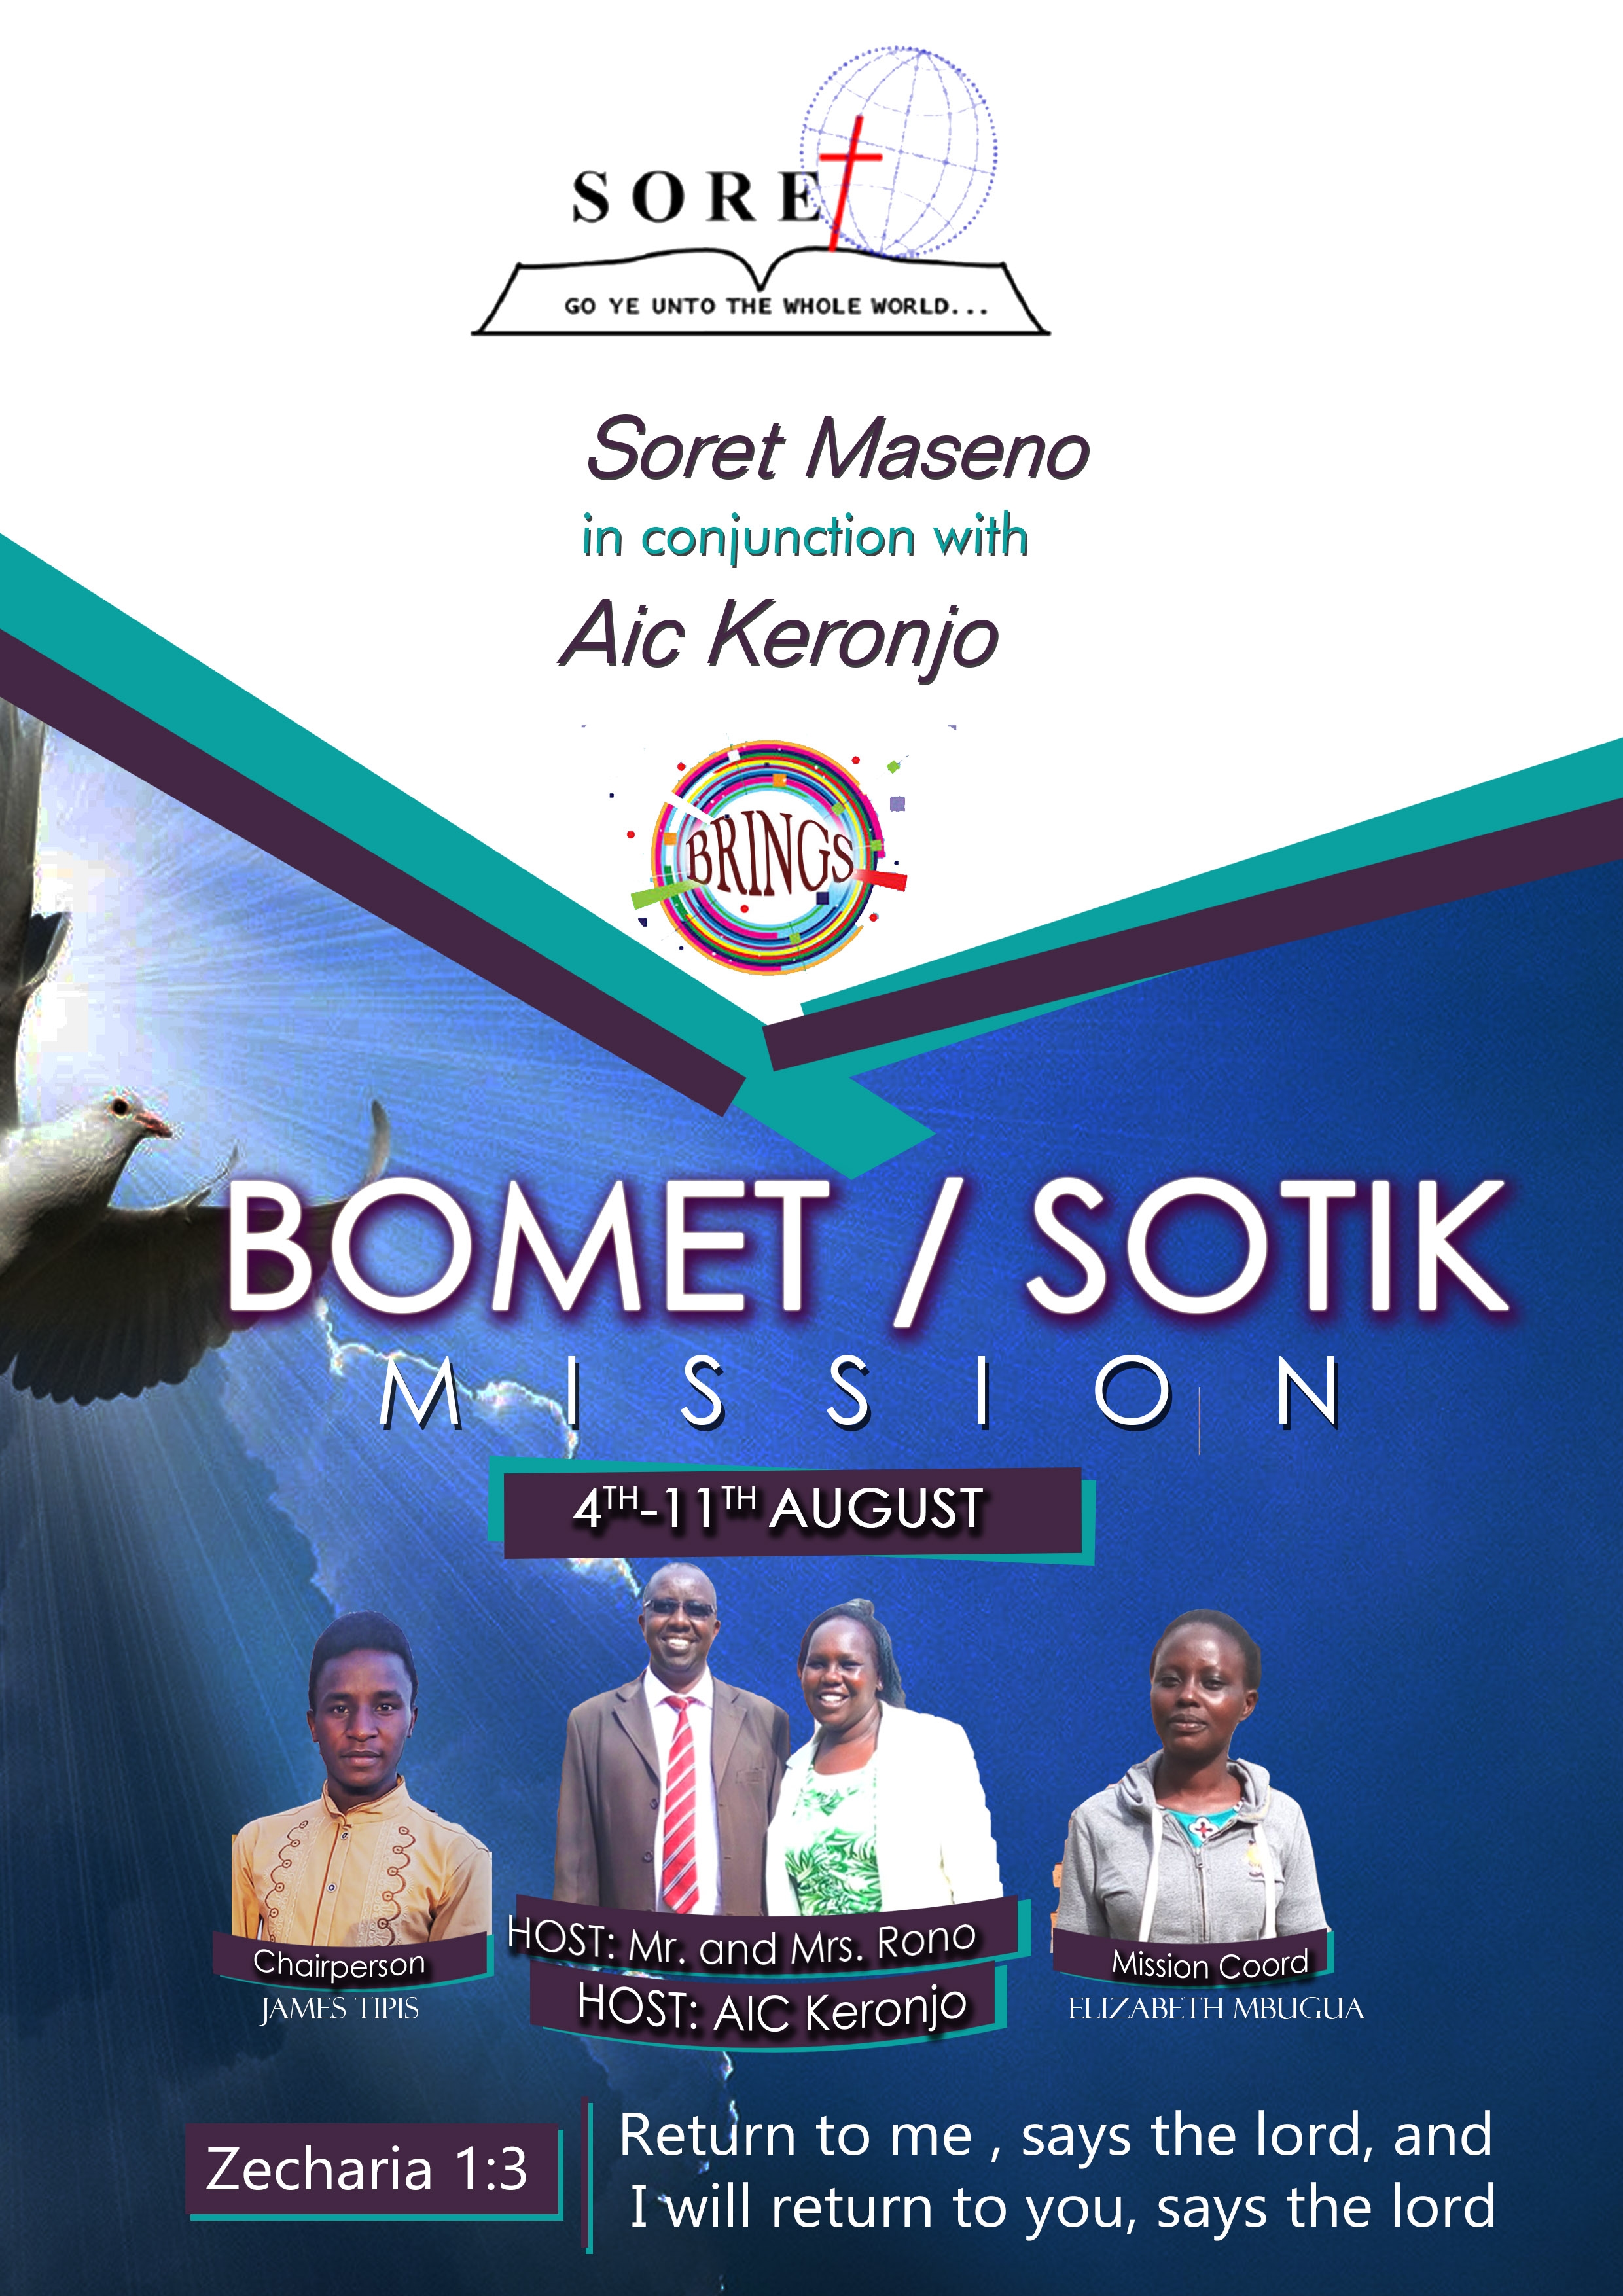 SORET
GO YE UNTO THE WHOLE WORLD...
Soret Maseno
in conjunction with
Aic Keronjo
BRINGS
BOMET / SOTIK
MISSION
4TH-11TH AUGUST
Chairperson
JAMES TIPIS
HOST: Mr. and Mrs. Rono
HOST: AIC Keronjo
Mission Coord
ELIZABETH MBUGUA
Zecharia 1:3
Return to me , says the lord, and
I will return to you, says the lord